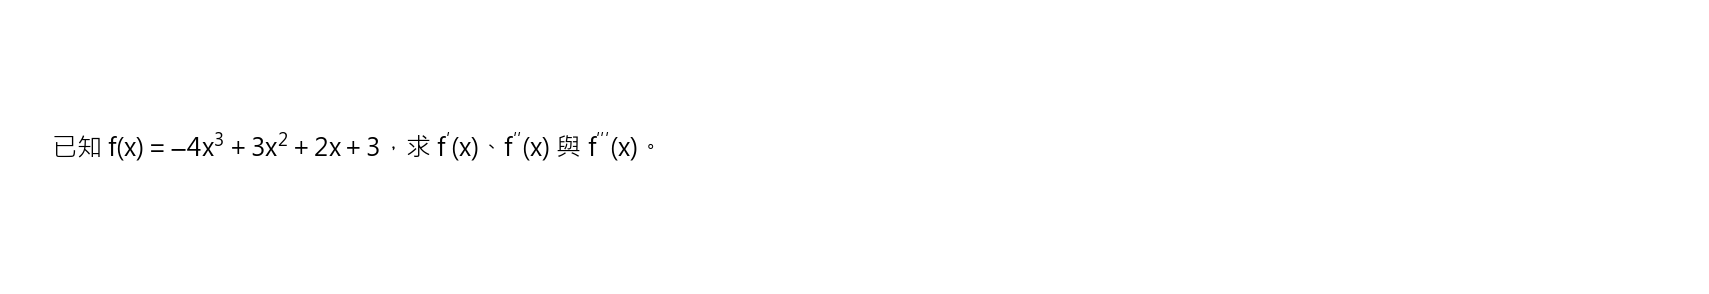 已知 f(x) = –4x³ + 3x² + 2x + 3，求 f′(x)、f′′(x) 與 f′′′(x)。